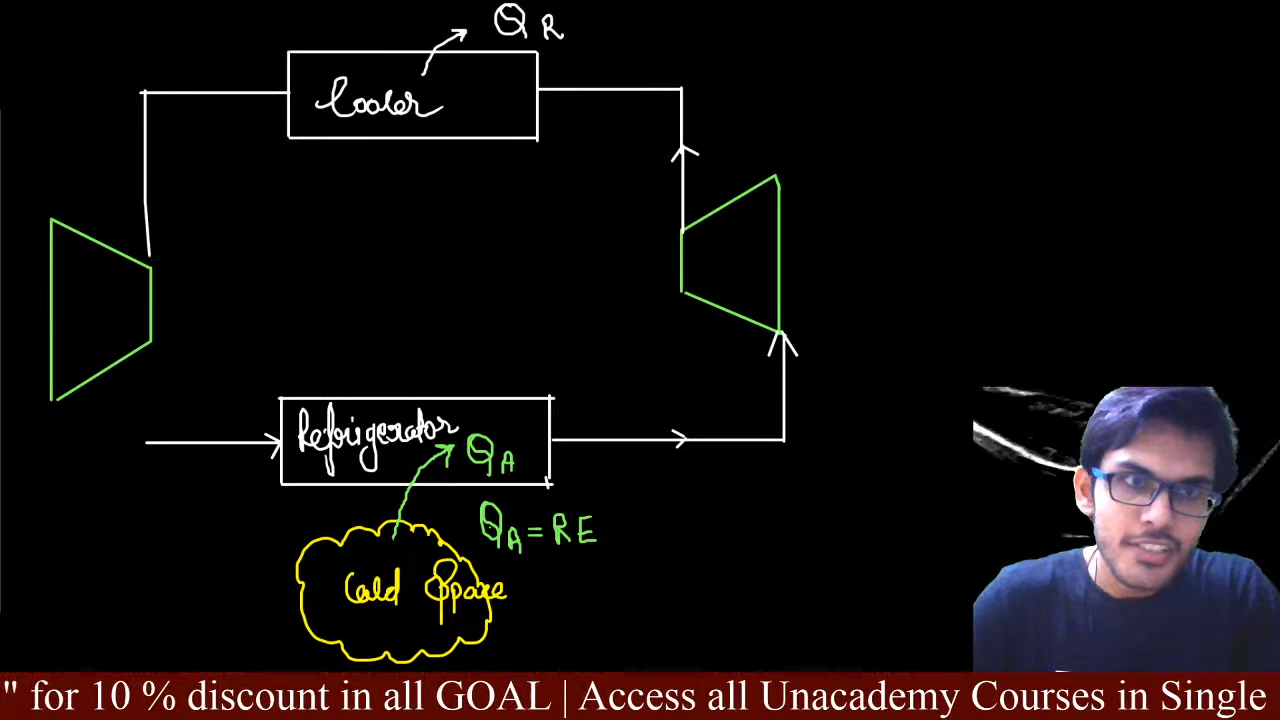 Q R
Cooler
Refrigerator
Q A
Q A = R E
Cold Space
" for 10 % discount in all GOAL | Access all Unacademy Courses in Single